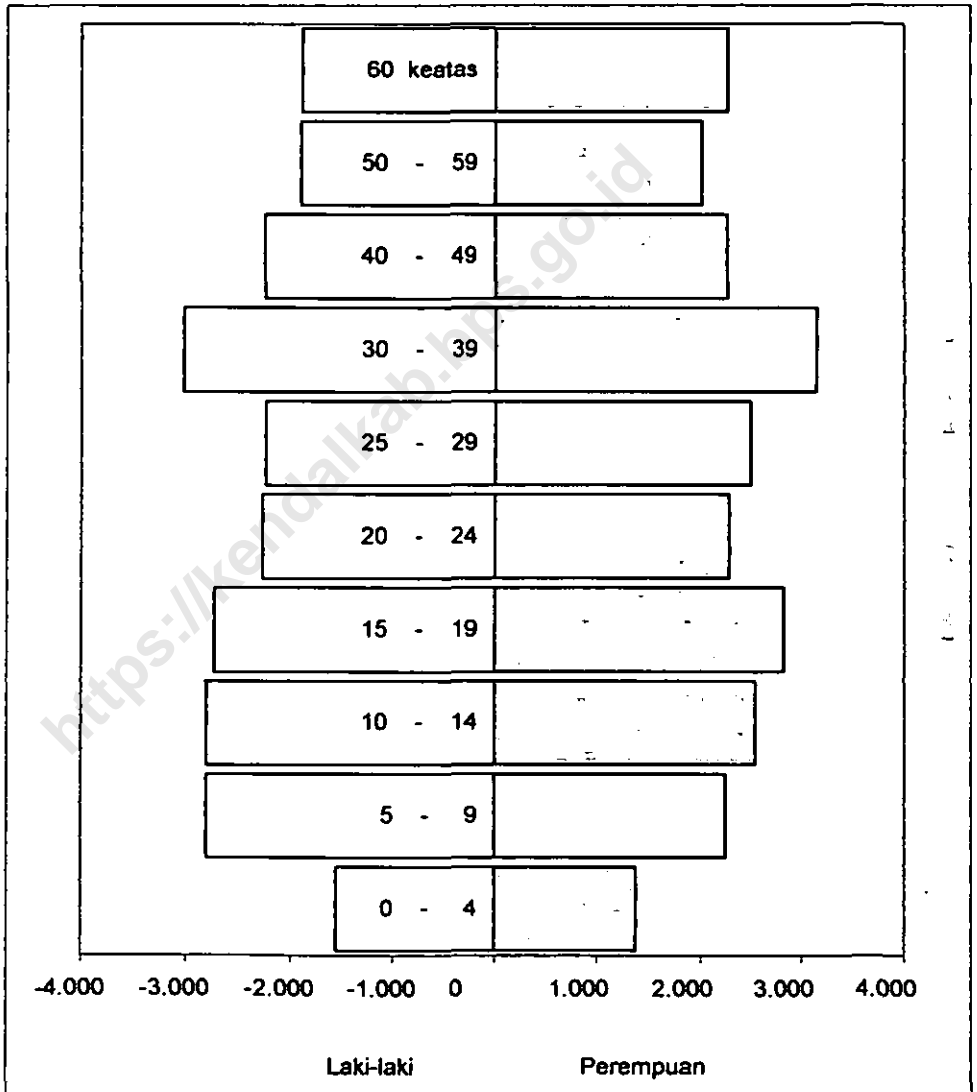 60 keatas
50 - 59
40 - 49
30 - 39
25 - 29
20 - 24
15 - 19
10 - 14
5 - 9
0 - 4
-4.000 -3.000 -2.000 -1.000 0 1.000 2.000 3.000 4.000
Laki-laki Perempuan
https://kendalkab.bps.go.id